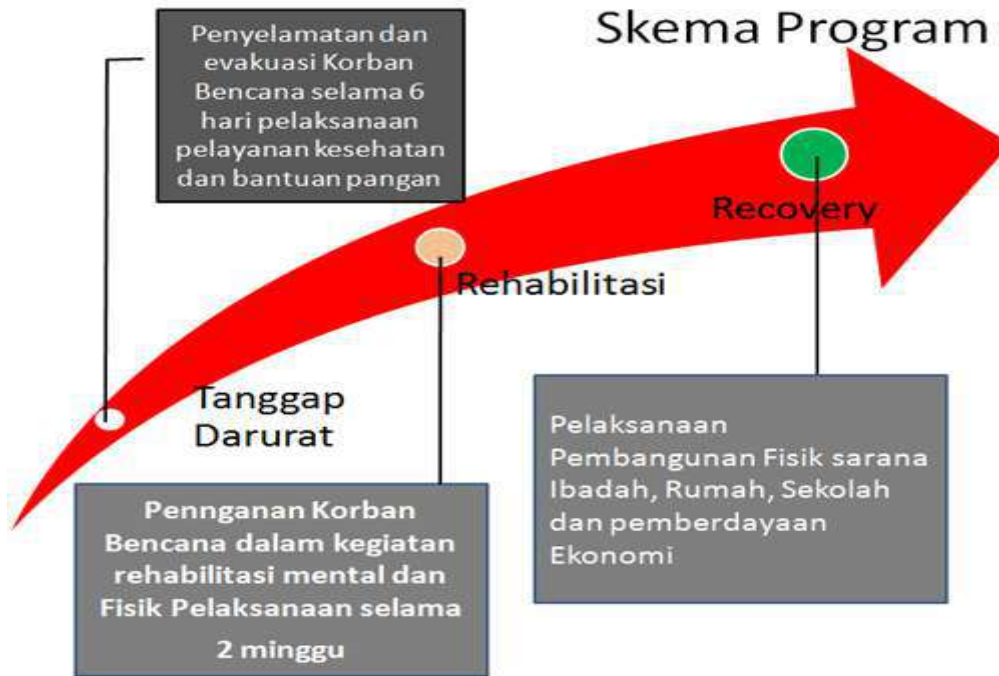 Skema Program
Penyelamatan dan
evakuasi Korban
Bencana selama 6
hari pelaksanaan
pelayanan kesehatan
dan bantuan pangan
Recovery
Rehabilitasi
Tanggap
Darurat
Pennganan Korban
Bencana dalam kegiatan
rehabilitasi mental dan
Fisik Pelaksanaan selama
2 minggu
Pelaksanaan
Pembangunan Fisik sarana
Ibadah, Rumah, Sekolah
dan pemberdayaan
Ekonomi